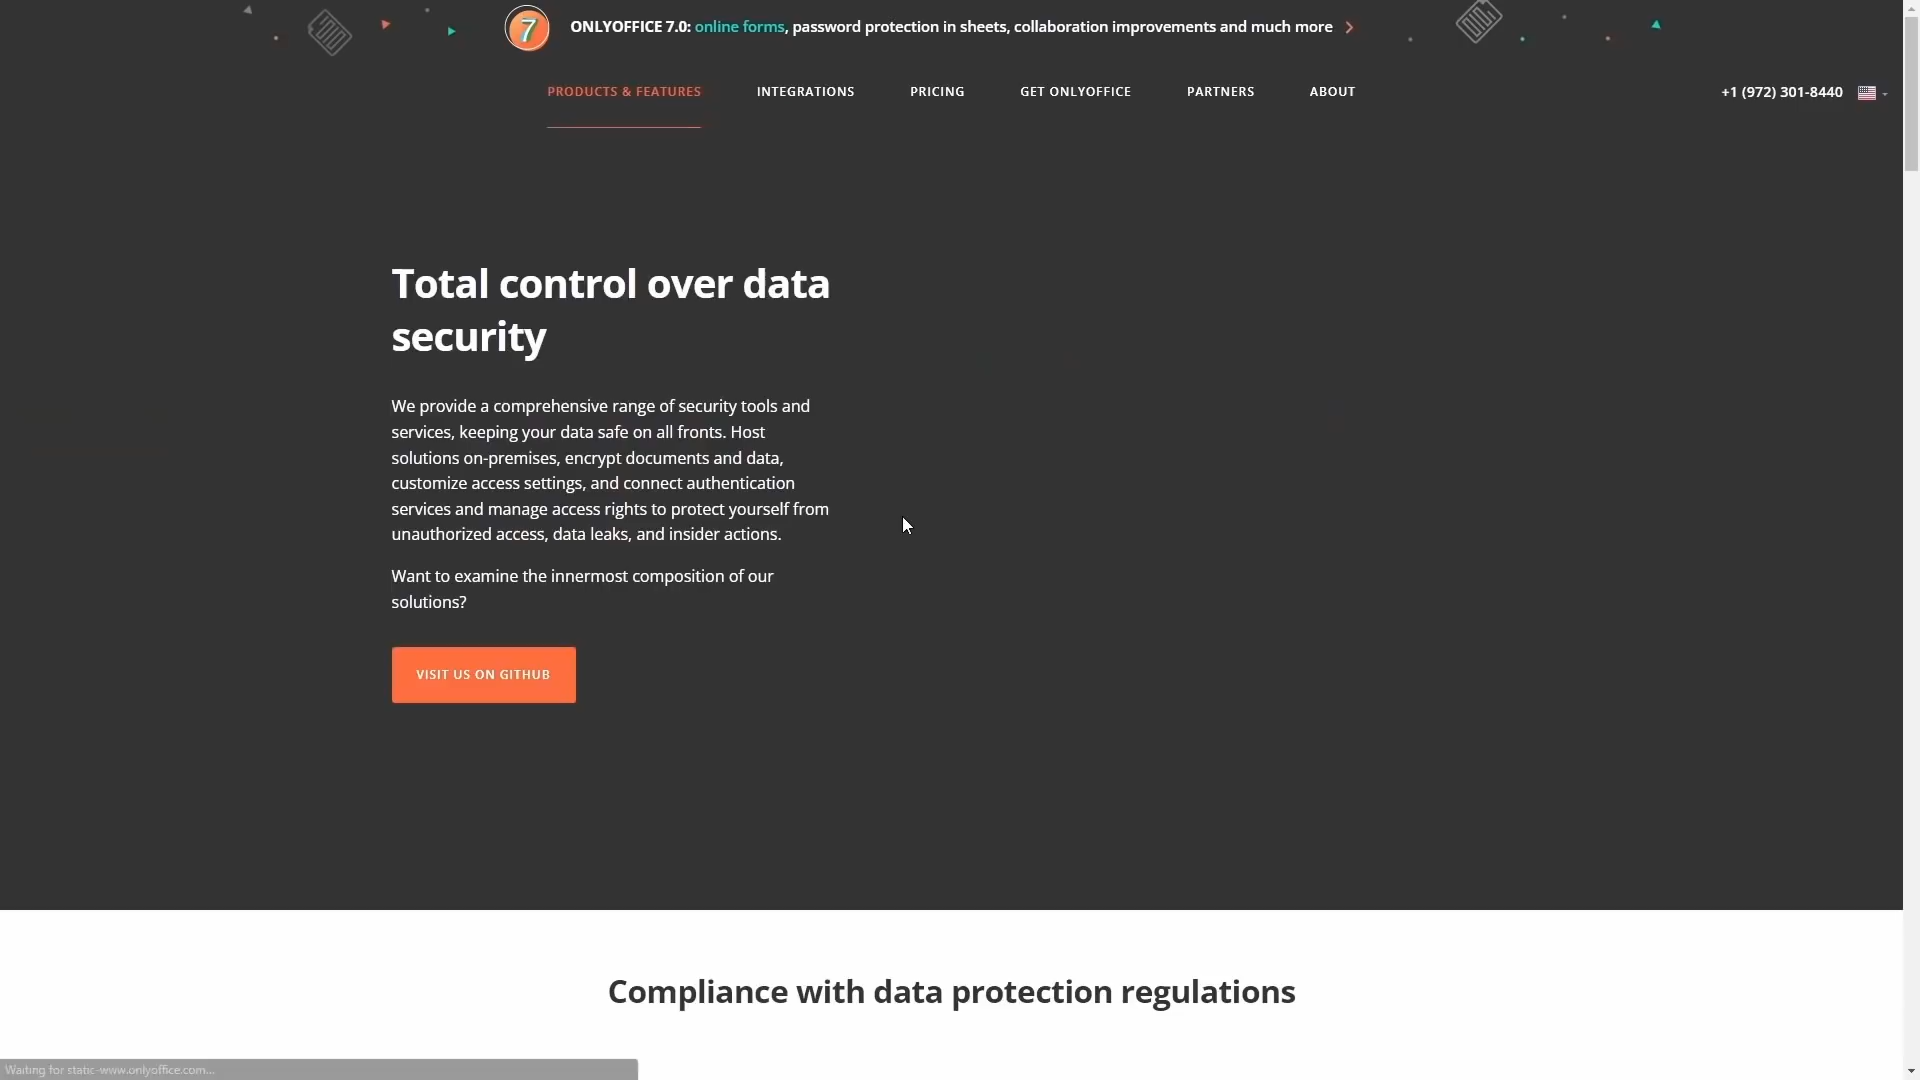 7
ONLYOFFICE 7.0: online forms, password protection in sheets, collaboration improvements and much more
PRODUCTS & FEATURES
INTEGRATIONS
PRICING
GET ONLYOFFICE
PARTNERS
ABOUT
+1 (972) 301-8440
Total control over data
security
We provide a comprehensive range of security tools and
services, keeping your data safe on all fronts. Host
solutions on-premises, encrypt documents and data,
customize access settings, and connect authentication
services and manage access rights to protect yourself from
unauthorized access, data leaks, and insider actions.
Want to examine the innermost composition of our
solutions?
VISIT US ON GITHUB
Compliance with data protection regulations
Waiting for static-www.onlyoffice.com...